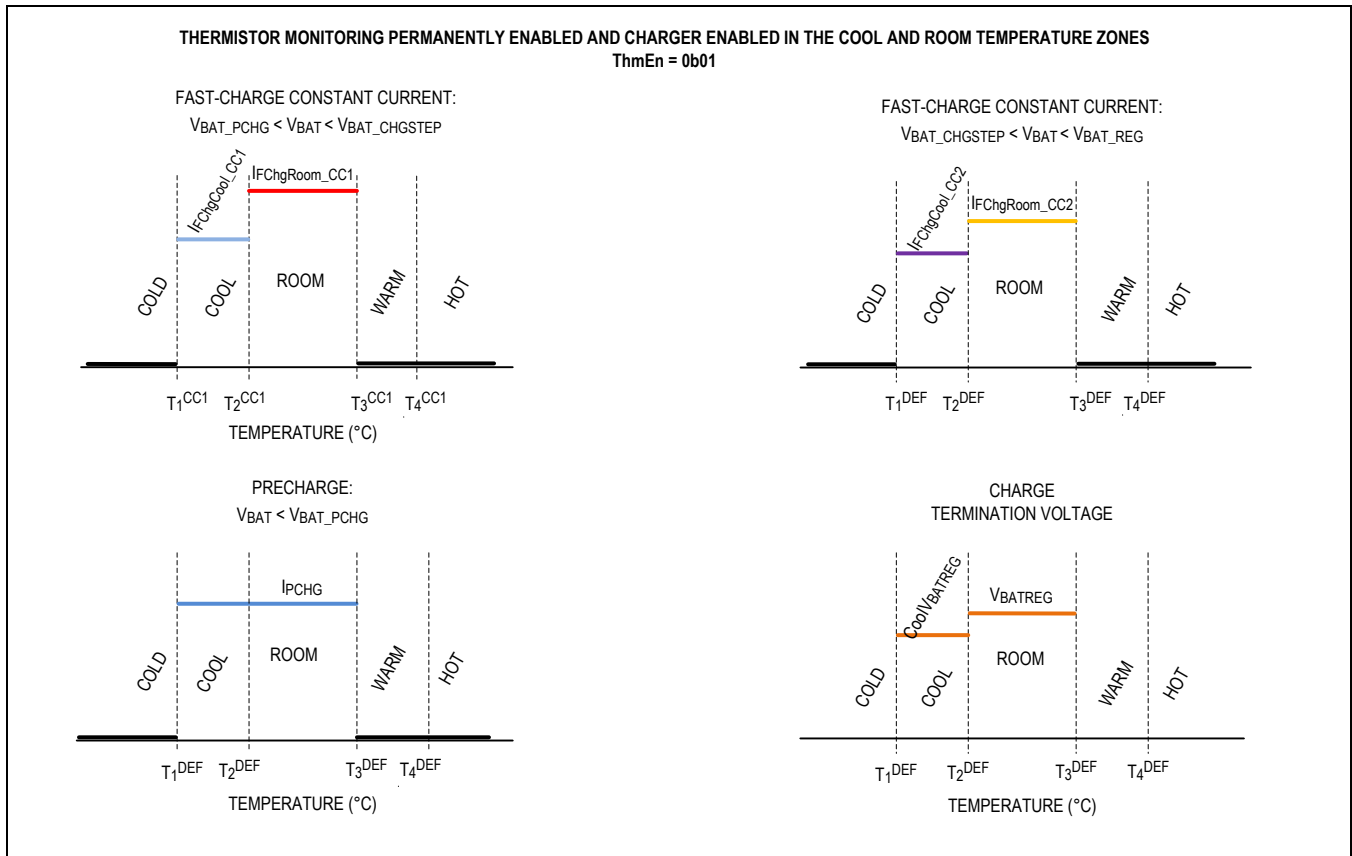 THERMISTOR MONITORING PERMANENTLY ENABLED AND CHARGER ENABLED IN THE COOL AND ROOM TEMPERATURE ZONES
ThmEn = 0b01
FAST-CHARGE CONSTANT CURRENT:
VBAT_PCHG < VBAT < VBAT_CHGSTEP
IFChgCool_CC1
IFChgRoom_CC1
COLD
COOL
ROOM
WARM
HOT
T1CC1 T2CC1 T3CC1 T4CC1
TEMPERATURE (°C)
FAST-CHARGE CONSTANT CURRENT:
VBAT_CHGSTEP < VBAT < VBAT_REG
IFChgCool_CC2
IFChgRoom_CC2
COLD
COOL
ROOM
WARM
HOT
T1DEF T2DEF T3DEF T4DEF
PRECHARGE:
VBAT < VBAT_PCHG
IPCHG
COLD
COOL
ROOM
WARM
HOT
T1DEF T2DEF T3DEF T4DEF
TEMPERATURE (°C)
CHARGE
TERMINATION VOLTAGE
CoolVBATREG
VBATREG
COLD
COOL
ROOM
WARM
HOT
T1DEF T2DEF T3DEF T4DEF
TEMPERATURE (°C)